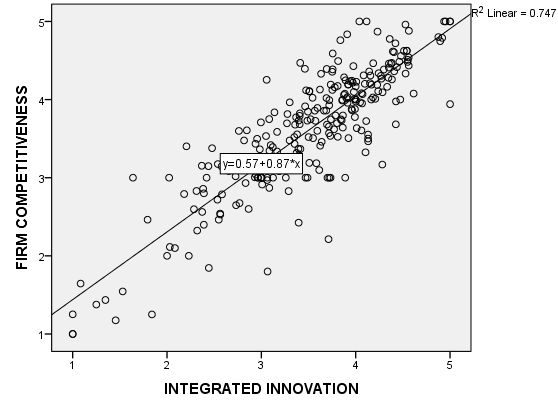 R² Linear = 0.747
5
4
3
2
1
y=0.57+0.87*x
FIRM COMPETITIVENESS
1 2 3 4 5
INTEGRATED INNOVATION